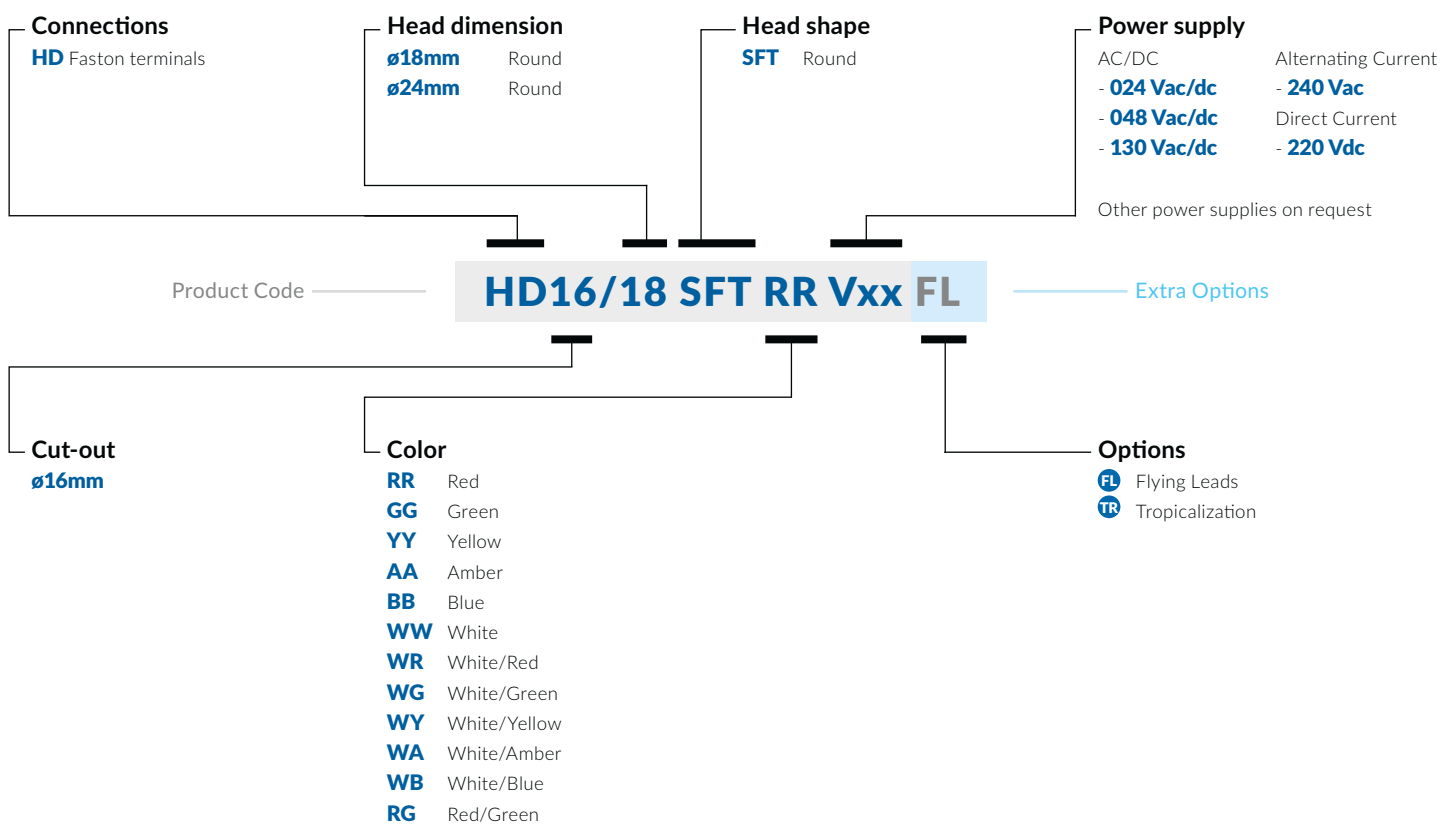 Connections
HD Faston terminals
Head dimension
ø18mm Round
ø24mm Round
Head shape
SFT Round
Power supply
AC/DC
- 024 Vac/dc
- 048 Vac/dc
- 130 Vac/dc
Alternating Current
- 240 Vac
Direct Current
- 220 Vdc
Other power supplies on request
Product Code
HD16/18 SFT RR Vxx FL
Extra Options
Cut-out
ø16mm
Color
RR Red
GG Green
YY Yellow
AA Amber
BB Blue
WW White
WR White/Red
WG White/Green
WY White/Yellow
WA White/Amber
WB White/Blue
RG Red/Green
Options
FL Flying Leads
TR Tropicalization